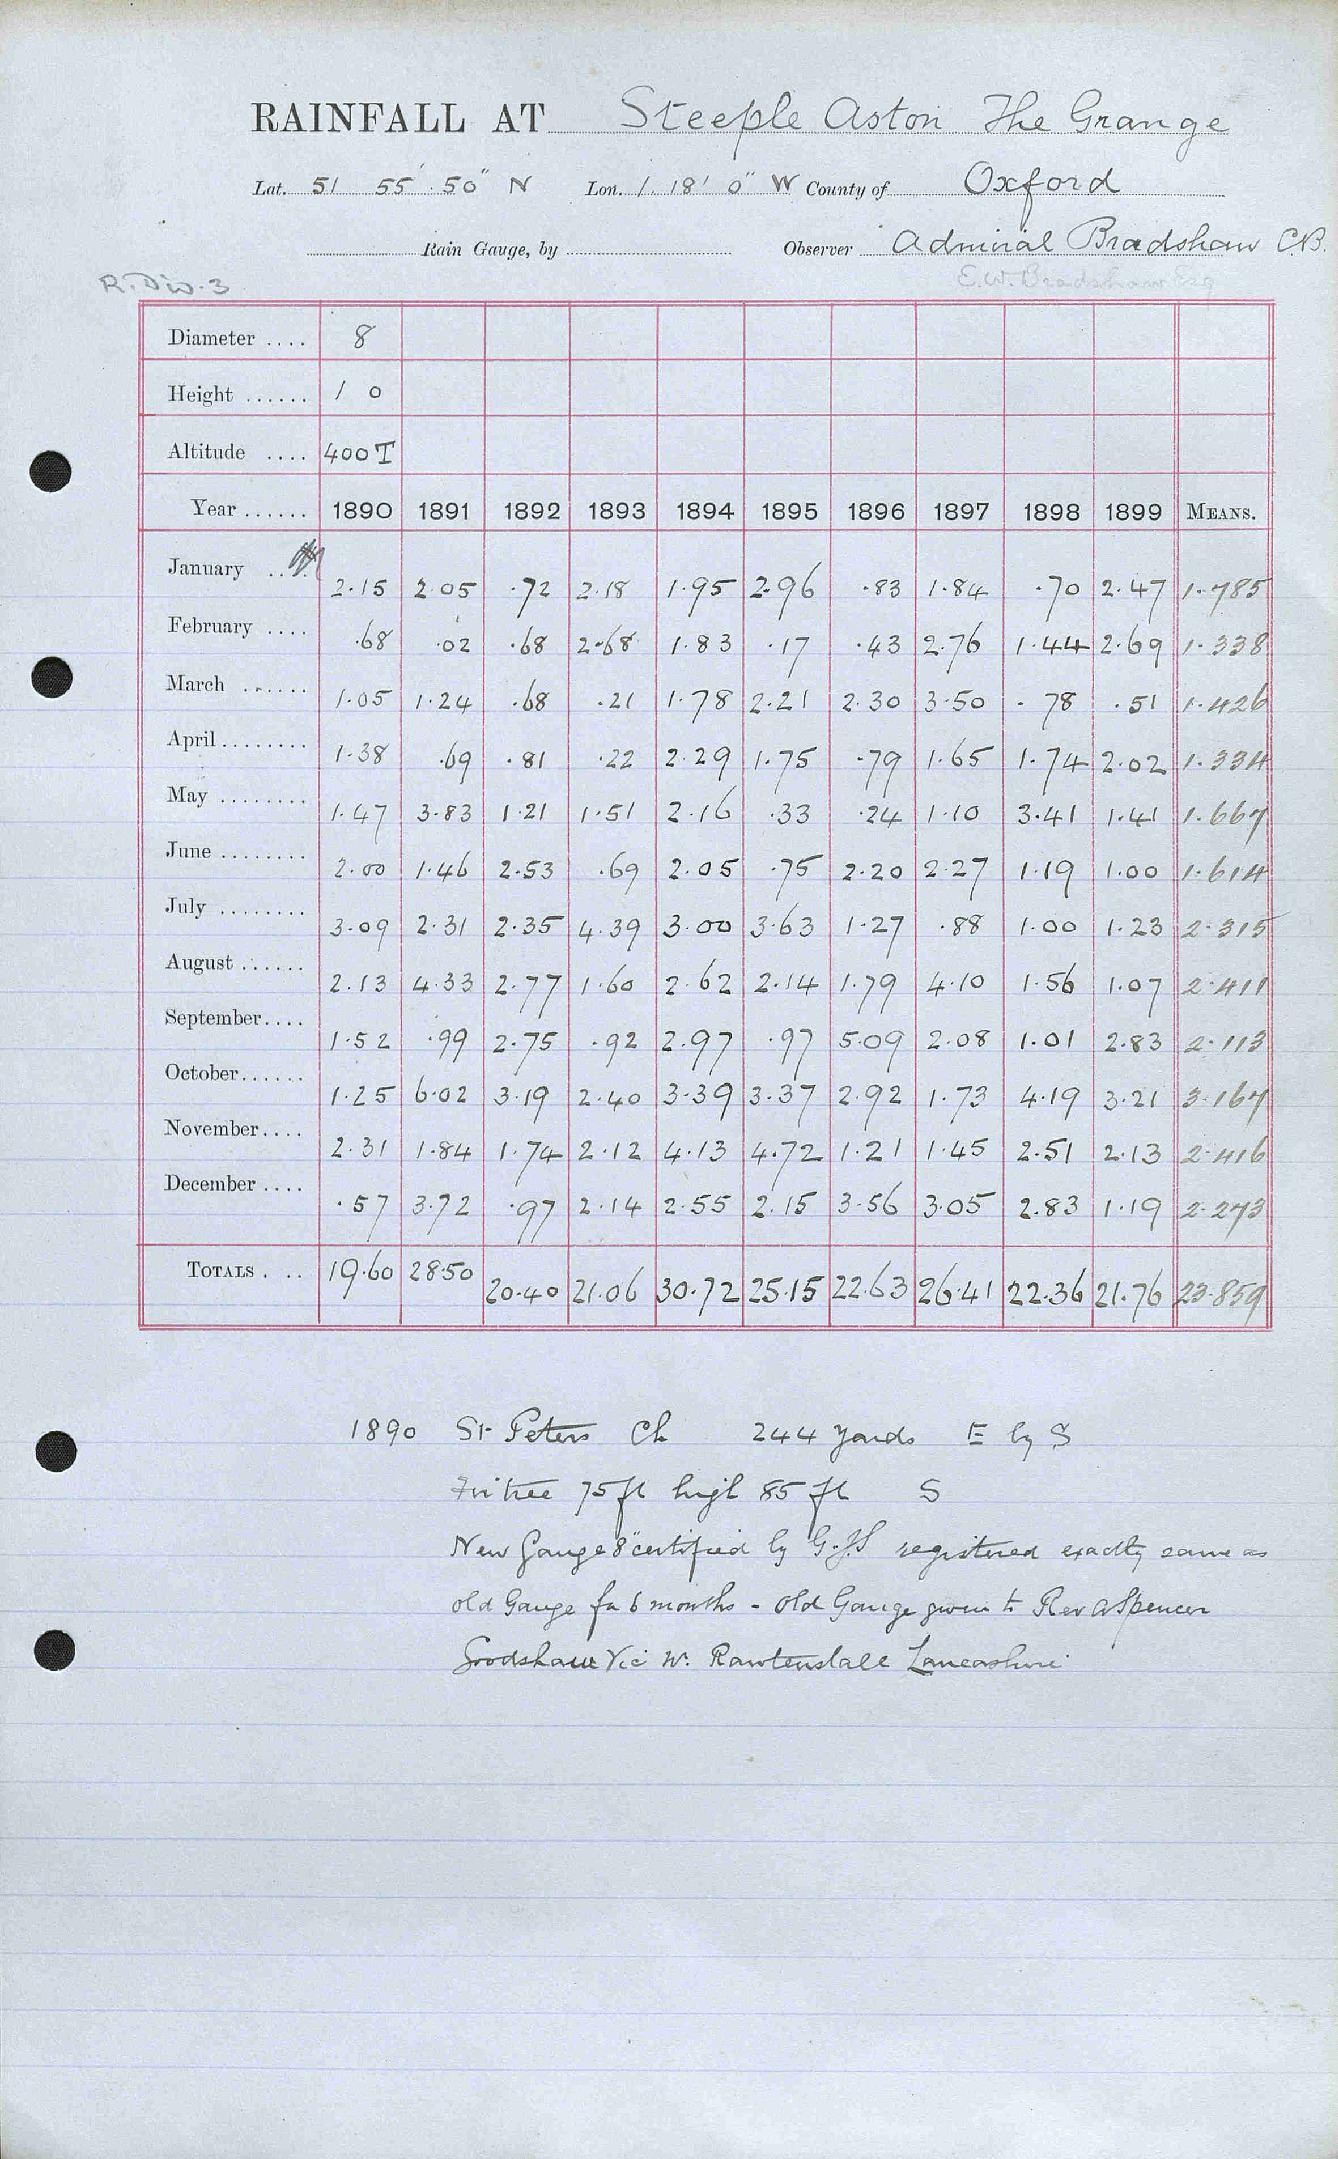 RAINFALL AT Steeple Aston The Grange
Lat. 51 55' 50" N Lon. 1. 18' 0" W County of Oxford
Rain Gauge, by Observer Admiral Bradshaw C.B.
R. Div. 3 E.W. Bradshaw Esq
Diameter .... 8
Height ...... 1 0
Altitude .... 400 T
Year ...... 1890 1891 1892 1893 1894 1895 1896 1897 1898 1899 MEANS.
January .... 2.15 2.05 .72 2.18 1.95 2.96 .83 1.84 .70 2.47 1.785
February .... .68 .02 .68 2.68 1.83 .17 .43 2.76 1.44 2.69 1.338
March ...... 1.05 1.24 .68 .21 1.78 2.21 2.30 3.50 .78 .51 1.426
April ........ 1.38 .69 .81 .22 2.29 1.75 .79 1.65 1.74 2.02 1.334
May ........ 1.47 3.83 1.21 1.51 2.16 .33 .24 1.10 3.41 1.41 1.667
June ........ 2.00 1.46 2.53 .69 2.05 .75 2.20 2.27 1.19 1.00 1.614
July ........ 3.09 2.31 2.35 4.39 3.00 3.63 1.27 .88 1.00 1.23 2.315
August ...... 2.13 4.33 2.77 1.60 2.62 2.14 1.79 4.10 1.56 1.07 2.411
September.... 1.52 .99 2.75 .92 2.97 .97 5.09 2.08 1.01 2.83 2.113
October...... 1.25 6.02 3.19 2.40 3.39 3.37 2.92 1.73 4.19 3.21 3.167
November.... 2.31 1.84 1.74 2.12 4.13 4.72 1.21 1.45 2.51 2.13 2.416
December .... .57 3.72 .97 2.14 2.55 2.15 3.56 3.05 2.83 1.19 2.273
TOTALS . .. 19.60 28.50 20.40 21.06 30.72 25.15 22.63 26.41 22.36 21.76 23.859
1890 St Peters Ch 244 yards E by S
Fir tree 75 ft high 85 ft S
New Gauge 8" certified by G.J.S registered exactly same as
old Gauge for 6 months - Old Gauge given to Rev A Spencer
Goodshaw Vic Nr. Rawtenstall Lancashire